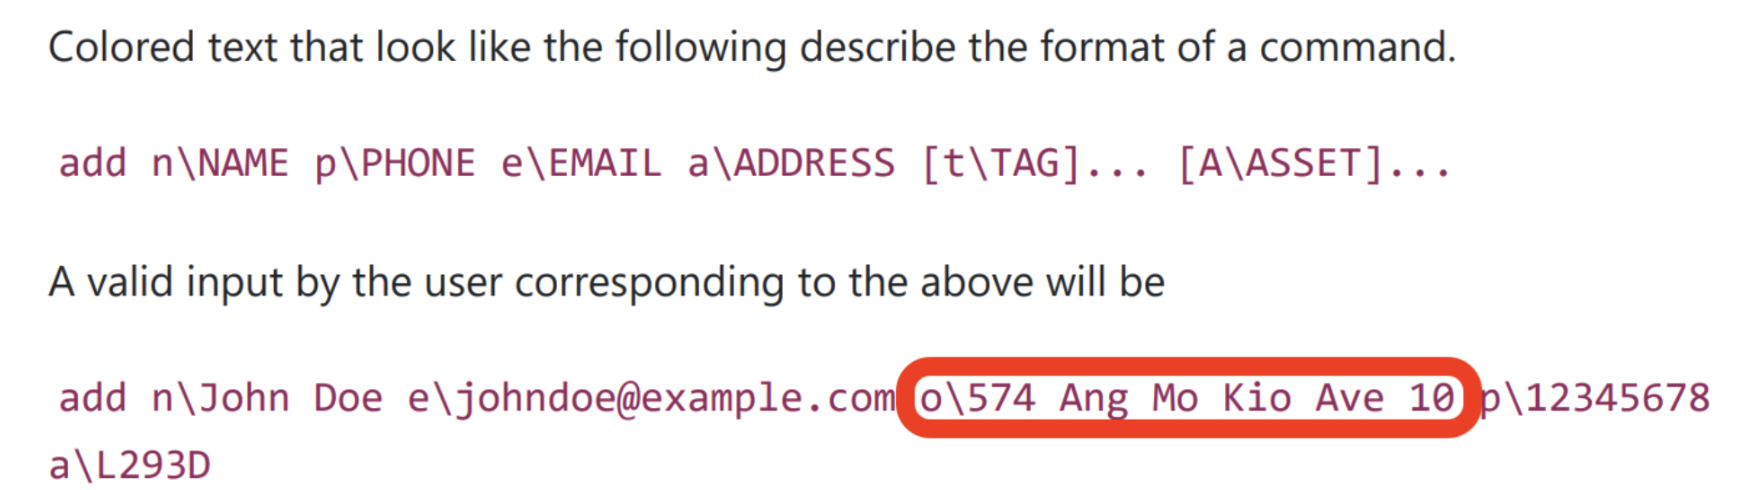 Colored text that look like the following describe the format of a command.
add n\NAME p\PHONE e\EMAIL a\ADDRESS [t\TAG]... [A\ASSET]...
A valid input by the user corresponding to the above will be
add n\John Doe e\johndoe@example.com o\574 Ang Mo Kio Ave 10 p\12345678
a\L293D